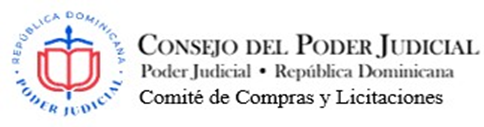 REPÚBLICA DOMINICANA
PODER JUDICIAL
CONSEJO DEL PODER JUDICIAL
Poder Judicial • República Dominicana
Comité de Compras y Licitaciones